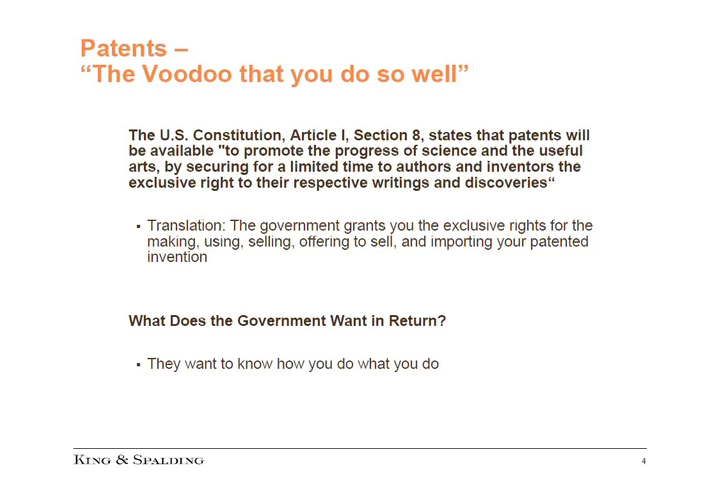 Patents –
“The Voodoo that you do so well”
The U.S. Constitution, Article I, Section 8, states that patents will
be available "to promote the progress of science and the useful
arts, by securing for a limited time to authors and inventors the
exclusive right to their respective writings and discoveries“
▪ Translation: The government grants you the exclusive rights for the
making, using, selling, offering to sell, and importing your patented
invention
What Does the Government Want in Return?
▪ They want to know how you do what you do
KING & SPALDING
4